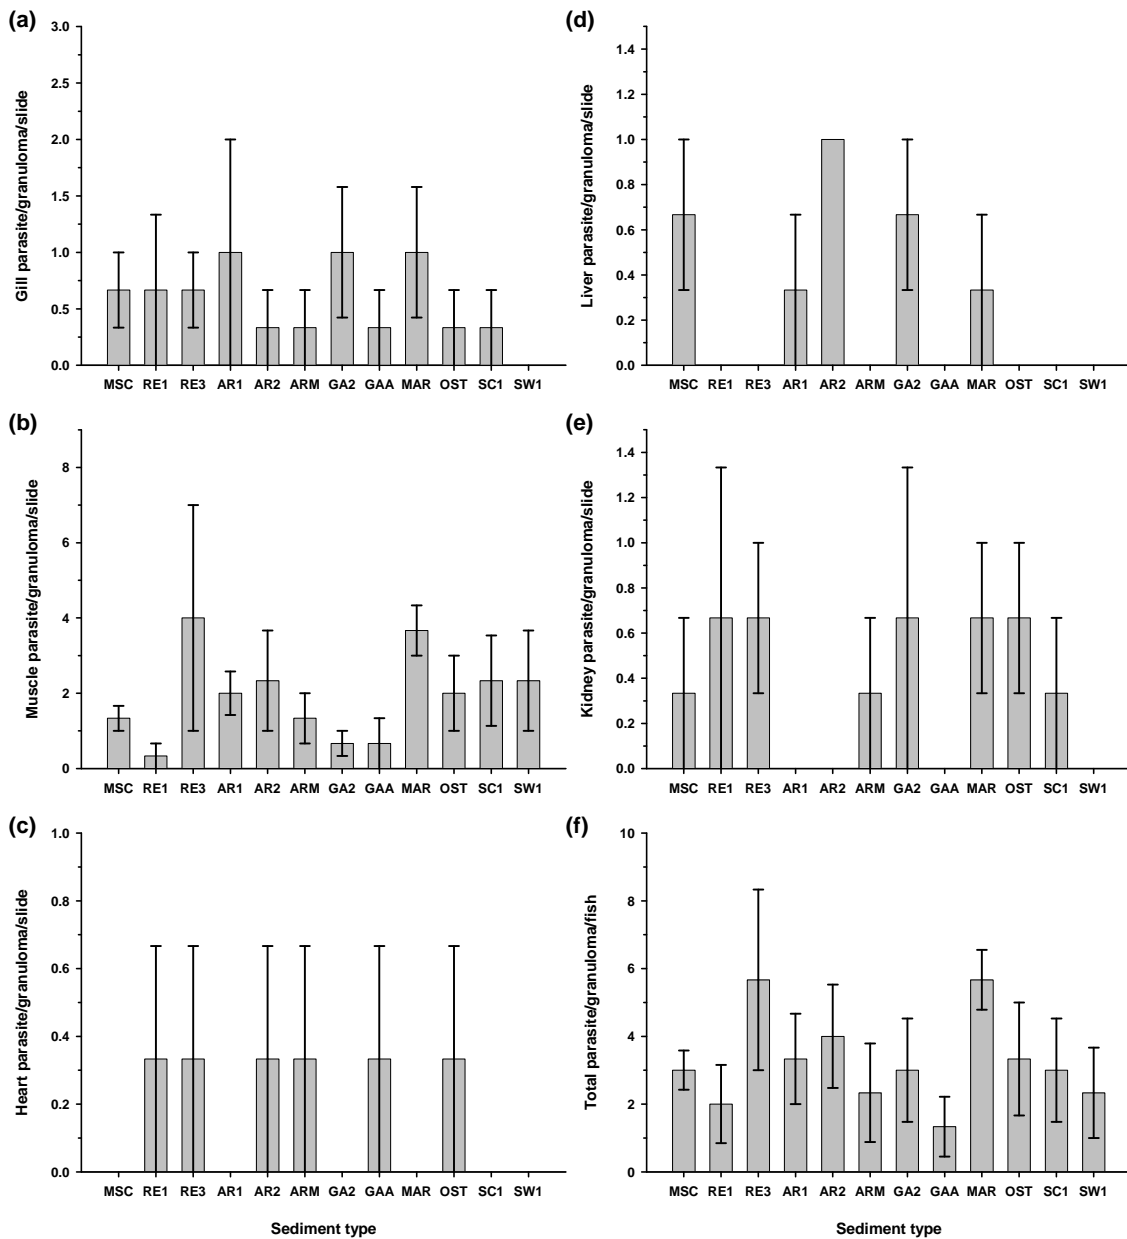 (a)
Gill parasite/granuloma/slide
3.0
2.5
2.0
1.5
1.0
0.5
0.0
MSC RE1 RE3 AR1 AR2 ARM GA2 GAA MAR OST SC1 SW1
(b)
Muscle parasite/granuloma/slide
8
6
4
2
0
MSC RE1 RE3 AR1 AR2 ARM GA2 GAA MAR OST SC1 SW1
(c)
Heart parasite/granuloma/slide
1.0
0.8
0.6
0.4
0.2
0.0
MSC RE1 RE3 AR1 AR2 ARM GA2 GAA MAR OST SC1 SW1
Sediment type
(d)
Liver parasite/granuloma/slide
1.4
1.2
1.0
0.8
0.6
0.4
0.2
0.0
MSC RE1 RE3 AR1 AR2 ARM GA2 GAA MAR OST SC1 SW1
(e)
Kidney parasite/granuloma/slide
1.4
1.2
1.0
0.8
0.6
0.4
0.2
0.0
MSC RE1 RE3 AR1 AR2 ARM GA2 GAA MAR OST SC1 SW1
(f)
Total parasite/granuloma/fish
10
8
6
4
2
0
MSC RE1 RE3 AR1 AR2 ARM GA2 GAA MAR OST SC1 SW1
Sediment type